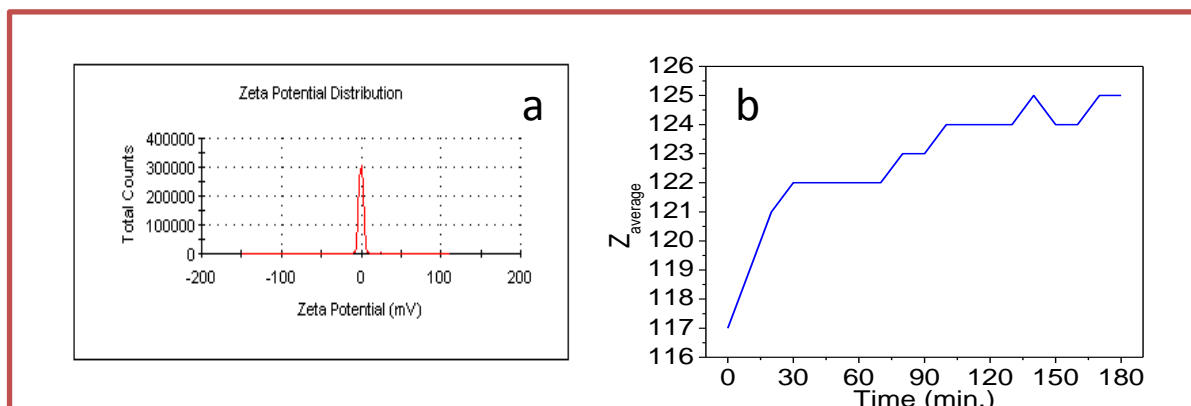 Zeta Potential Distribution
a
Total Counts
400000
300000
200000
100000
0
-200 -100 0 100 200
Zeta Potential (mV)
b
Zaverage
126
125
124
123
122
121
120
119
118
117
116
0 30 60 90 120 150 180
Time (min.)